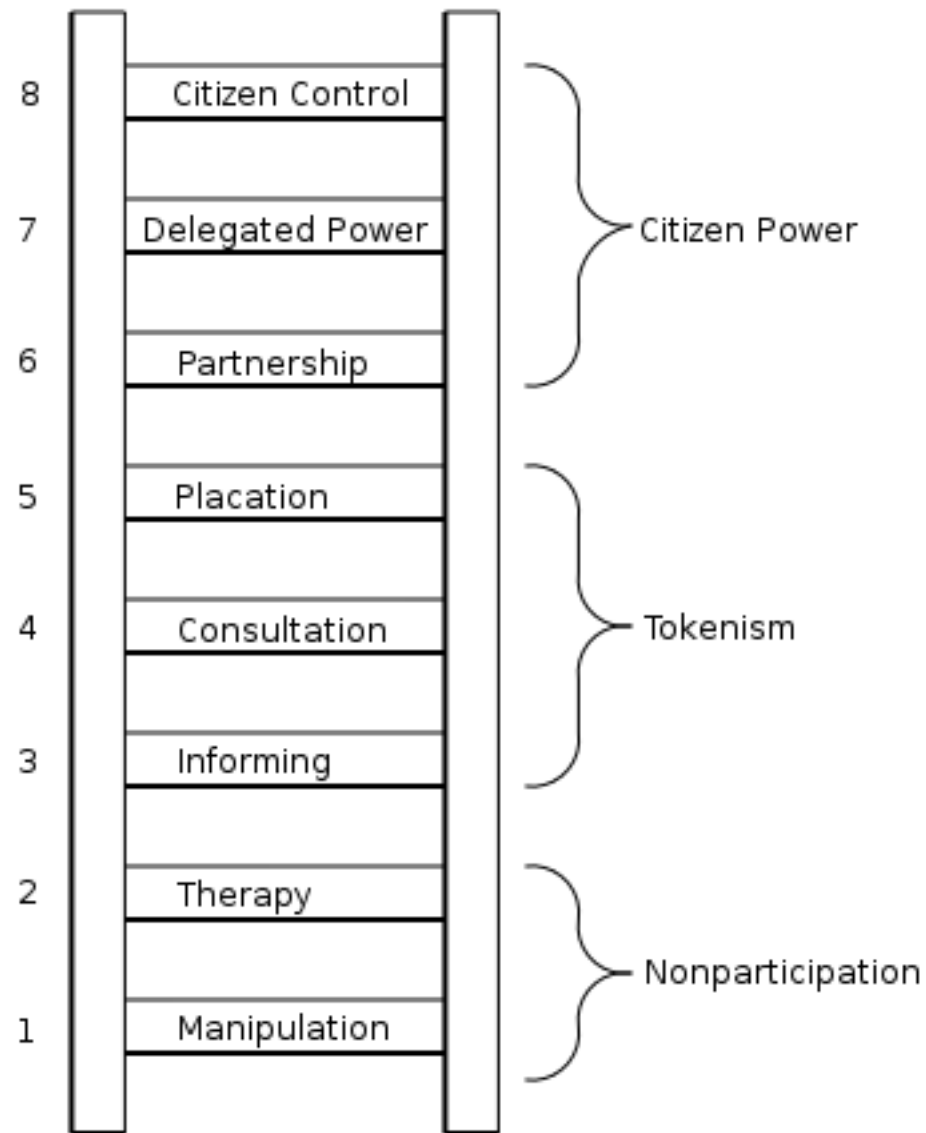 8 Citizen Control
7 Delegated Power
Citizen Power
6 Partnership
5 Placation
4 Consultation
Tokenism
3 Informing
2 Therapy
Nonparticipation
1 Manipulation